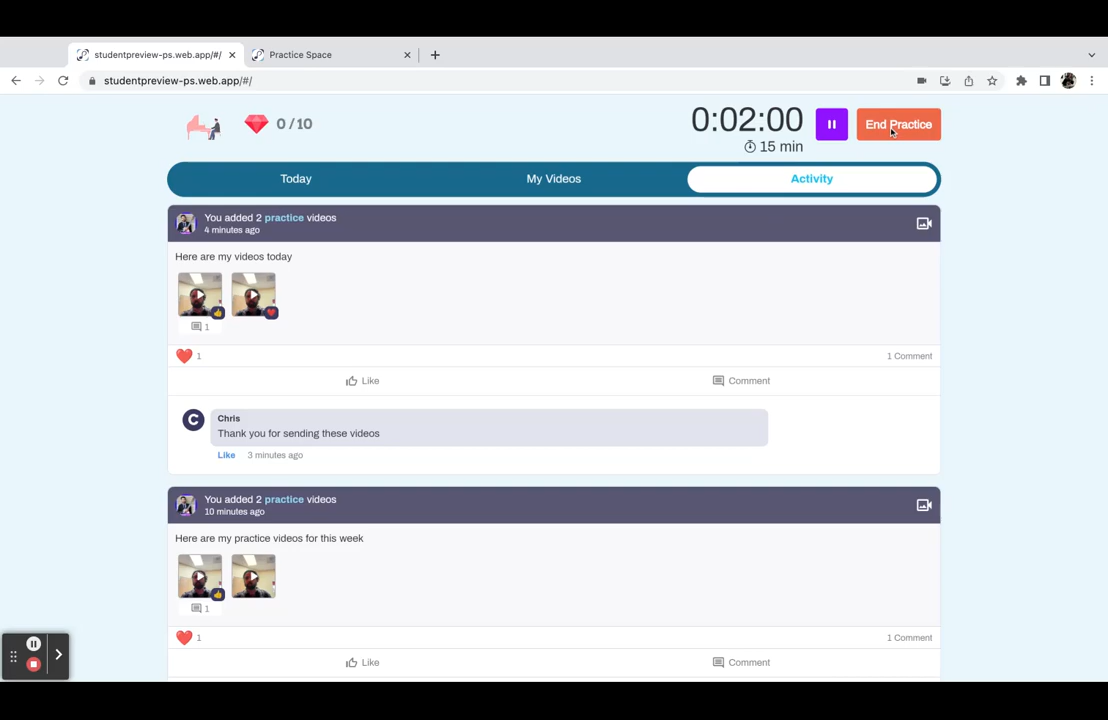 studentpreview-ps.web.app/#/
Practice Space
studentpreview-ps.web.app/#/
0 / 10
0:02:00
15 min
End Practice
Today
My Videos
Activity
You added 2 practice videos
4 minutes ago
Here are my videos today
1
1
1 Comment
Like
Comment
C
Chris
Thank you for sending these videos
Like
3 minutes ago
You added 2 practice videos
10 minutes ago
Here are my practice videos for this week
1
1
1 Comment
Like
Comment